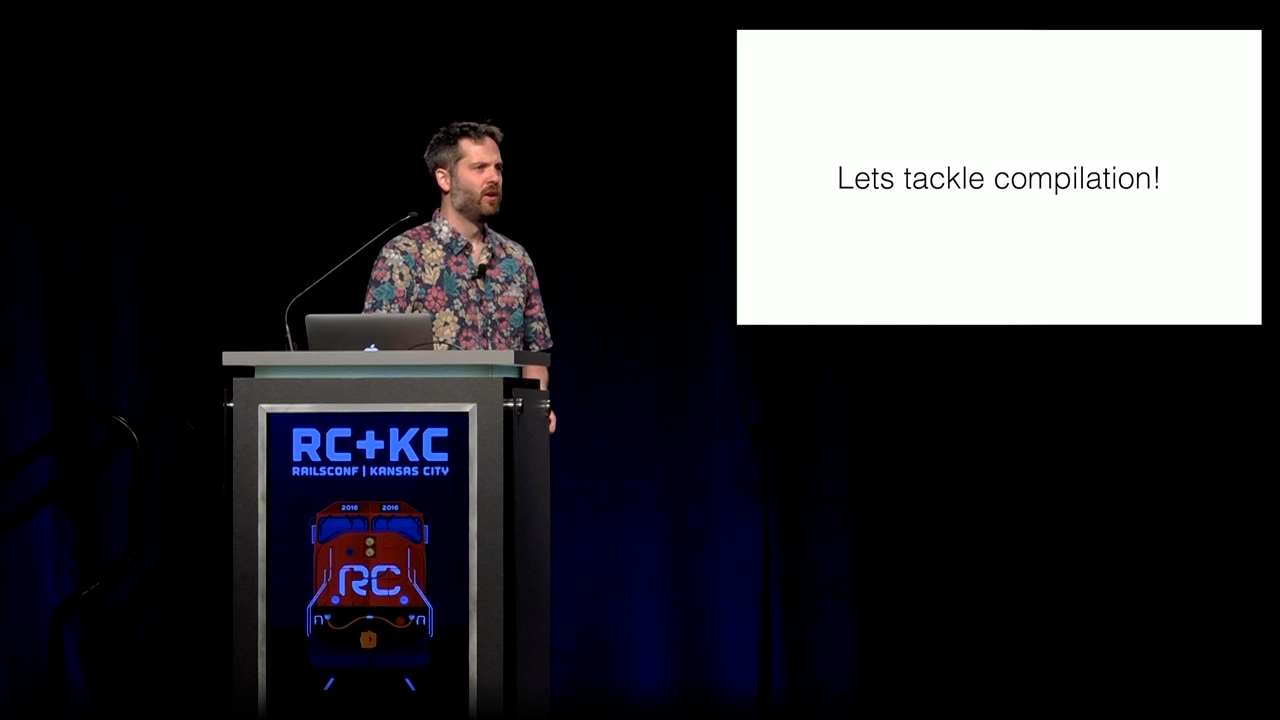 Lets tackle compilation!
RC+KC
RAILSCONF | KANSAS CITY
2016 2016
RC